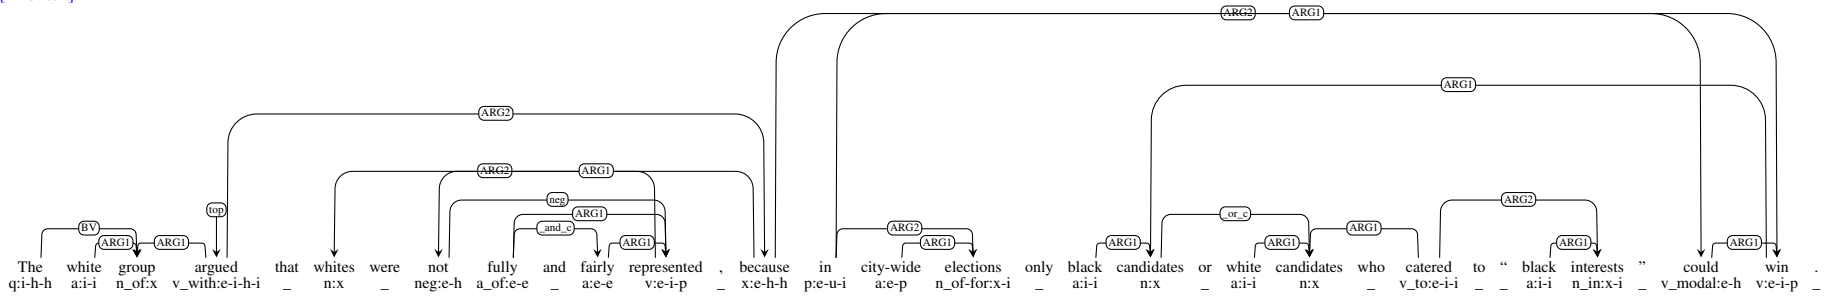 ARG2 ARG1
ARG1
ARG2
ARG2 ARG1
neg ARG2
top ARG1 _or_c
BV _and_c ARG2 ARG1
ARG1 ARG1 ARG1 ARG1 ARG1 ARG1 ARG1 ARG1
The white group argued that whites were not fully and fairly represented , because in city-wide elections only black candidates or white candidates who catered to “ black interests ” could win .
q:i-h-h a:i-i n_of:x v_with:e-i-h-i _ n:x _ neg:e-h a_of:e-e _ a:e-e v:e-i-p _ x:e-h-h p:e-u-i a:e-p n_of-for:x-i _ a:i-i n:x _ a:i-i n:x _ v_to:e-i-i _ _ a:i-i n_in:x-i _ v_modal:e-h v:e-i-p _